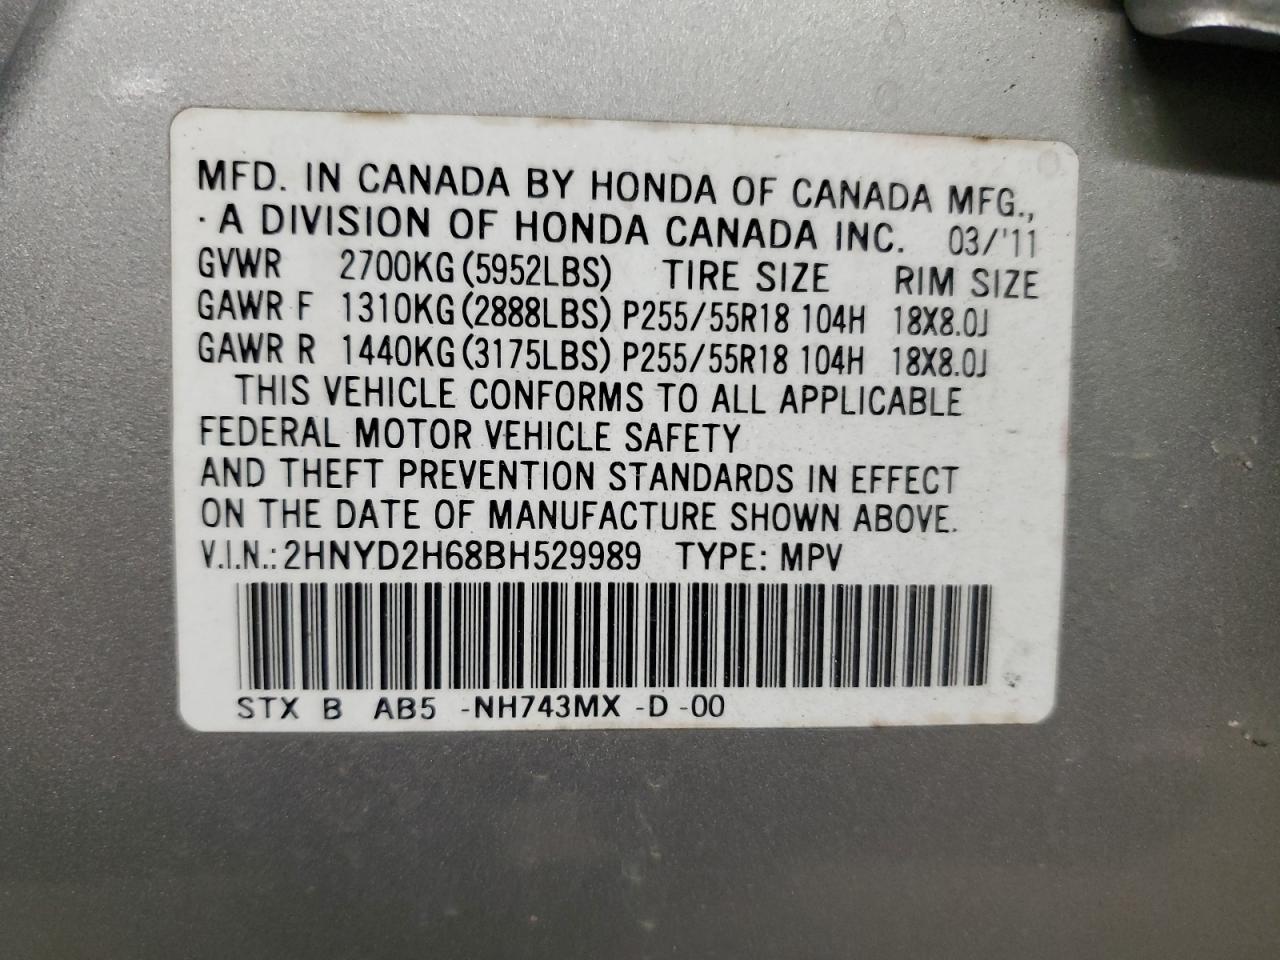 MFD. IN CANADA BY HONDA OF CANADA MFG.,
· A DIVISION OF HONDA CANADA INC. 03/'11
GVWR 2700KG (5952LBS) TIRE SIZE RIM SIZE
GAWR F 1310KG (2888LBS) P255/55R18 104H 18X8.0J
GAWR R 1440KG (3175LBS) P255/55R18 104H 18X8.0J
THIS VEHICLE CONFORMS TO ALL APPLICABLE
FEDERAL MOTOR VEHICLE SAFETY
AND THEFT PREVENTION STANDARDS IN EFFECT
ON THE DATE OF MANUFACTURE SHOWN ABOVE.
V.I.N.: 2HNYD2H68BH529989 TYPE: MPV
STX B AB5 -NH743MX -D -00